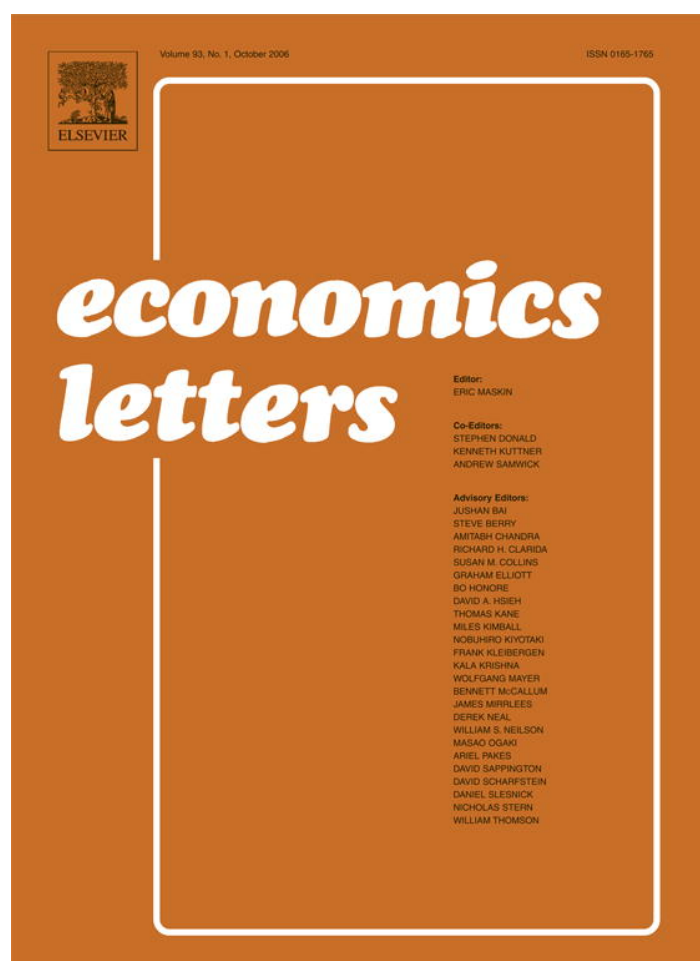 Volume 93, No. 1, October 2006
ISSN 0165-1765
ELSEVIER
economics
letters
Editor:
ERIC MASKIN
Co-Editors:
STEPHEN DONALD
KENNETH KUTTNER
ANDREW SAMWICK
Advisory Editors:
JUSHAN BAI
STEVE BERRY
AMITABH CHANDRA
RICHARD H. CLARIDA
SUSAN M. COLLINS
GRAHAM ELLIOTT
BO HONORE
DAVID A. HSIEH
THOMAS KANE
MILES KIMBALL
NOBUHIRO KIYOTAKI
FRANK KLEIBERGEN
KALA KRISHNA
WOLFGANG MAYER
BENNETT McCALLUM
JAMES MIRRLEES
DEREK NEAL
WILLIAM S. NEILSON
MASAO OGAKI
ARIEL PAKES
DAVID SAPPINGTON
DAVID SCHARFSTEIN
DANIEL SLESNICK
NICHOLAS STERN
WILLIAM THOMSON